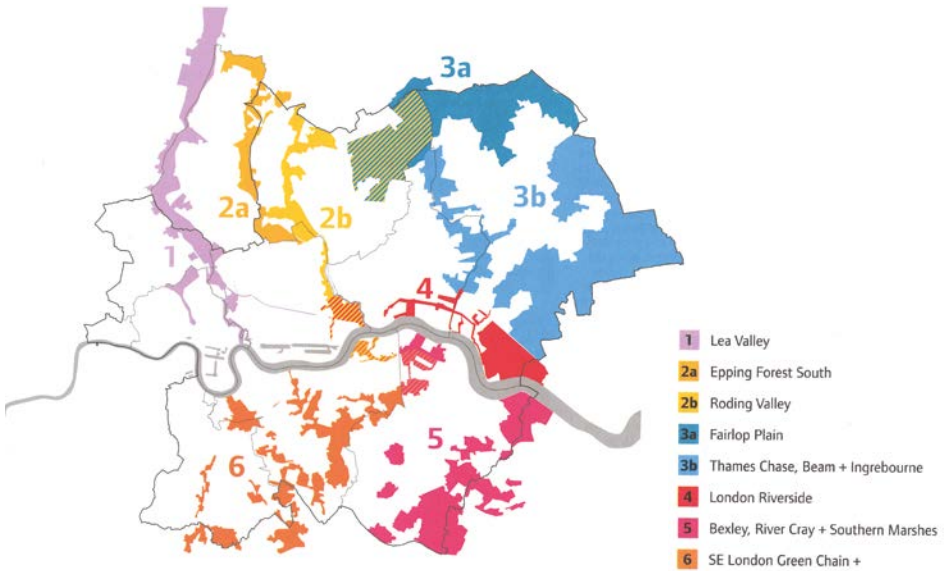 3a
2a
2b
3b
1
4
5
6
1 Lea Valley
2a Epping Forest South
2b Roding Valley
3a Fairlop Plain
3b Thames Chase, Beam + Ingrebourne
4 London Riverside
5 Bexley, River Cray + Southern Marshes
6 SE London Green Chain +